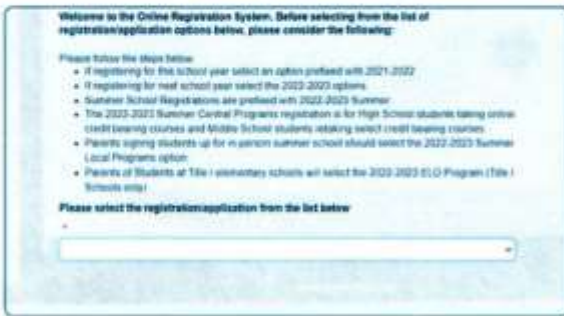 Welcome to the Online Registration System. Before selecting from the list of
registration/application options below, please consider the following:
Please follow the steps below
• If registering for this school year select an option prefixed with 2021-2022
• If registering for next school year select the 2022-2023 options
• Summer School Registrations are prefixed with 2022-2023 Summer
• The 2022-2023 Summer Central Programs registration is for High School students taking online
credit bearing courses and Middle School students retaking select credit bearing courses
• Parents signing students up for in person summer school should select the 2022-2023 Summer
Local Programs option
• Parents of Students at Title I elementary schools will select the 2022-2023 ELO Program (Title I
Schools only)
Please select the registration/application from the list below